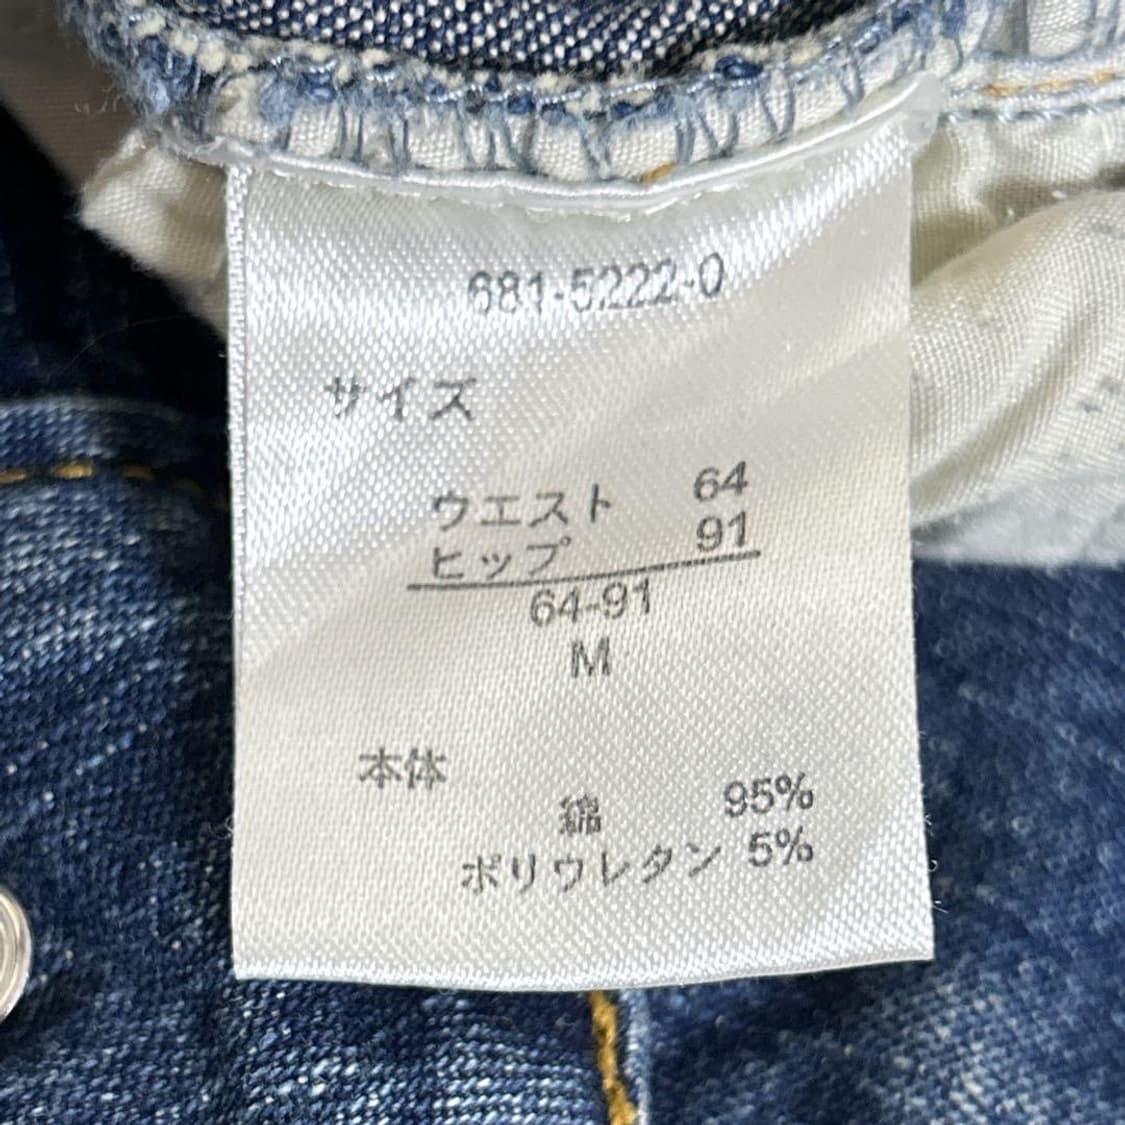 681-5222-0
サイズ
ウエスト 64
ヒップ 91
64-91
M
本体
綿 95%
ポリウレタン 5%